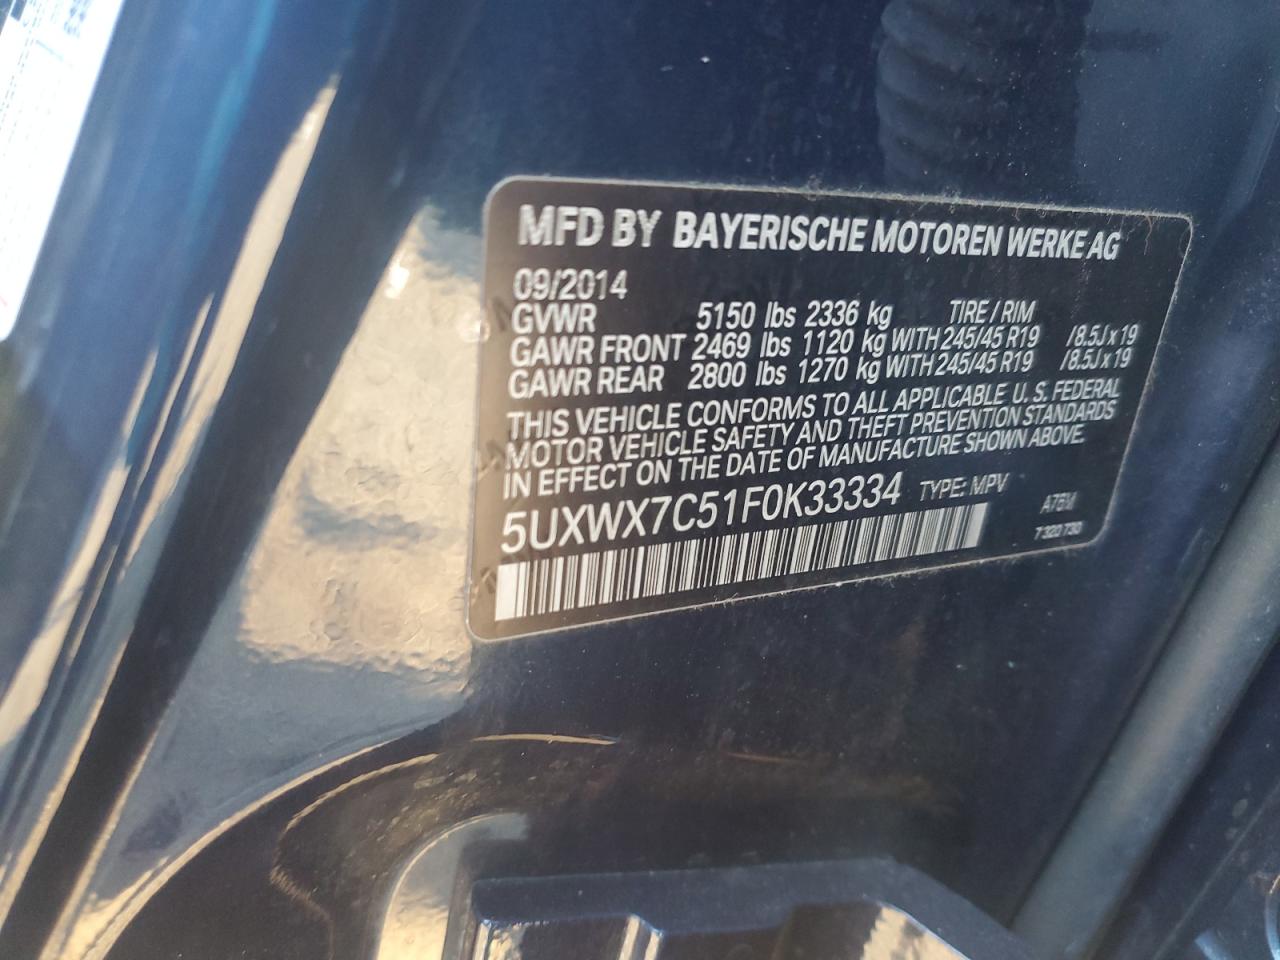 MFD BY BAYERISCHE MOTOREN WERKE AG
09/2014
GVWR 5150 lbs 2336 kg TIRE / RIM
GAWR FRONT 2469 lbs 1120 kg WITH 245/45 R19 /8.5J x 19
GAWR REAR 2800 lbs 1270 kg WITH 245/45 R19 /8.5J x 19
THIS VEHICLE CONFORMS TO ALL APPLICABLE U. S. FEDERAL
MOTOR VEHICLE SAFETY AND THEFT PREVENTION STANDARDS
IN EFFECT ON THE DATE OF MANUFACTURE SHOWN ABOVE.
5UXWX7C51F0K33334 TYPE: MPV
7 320 730